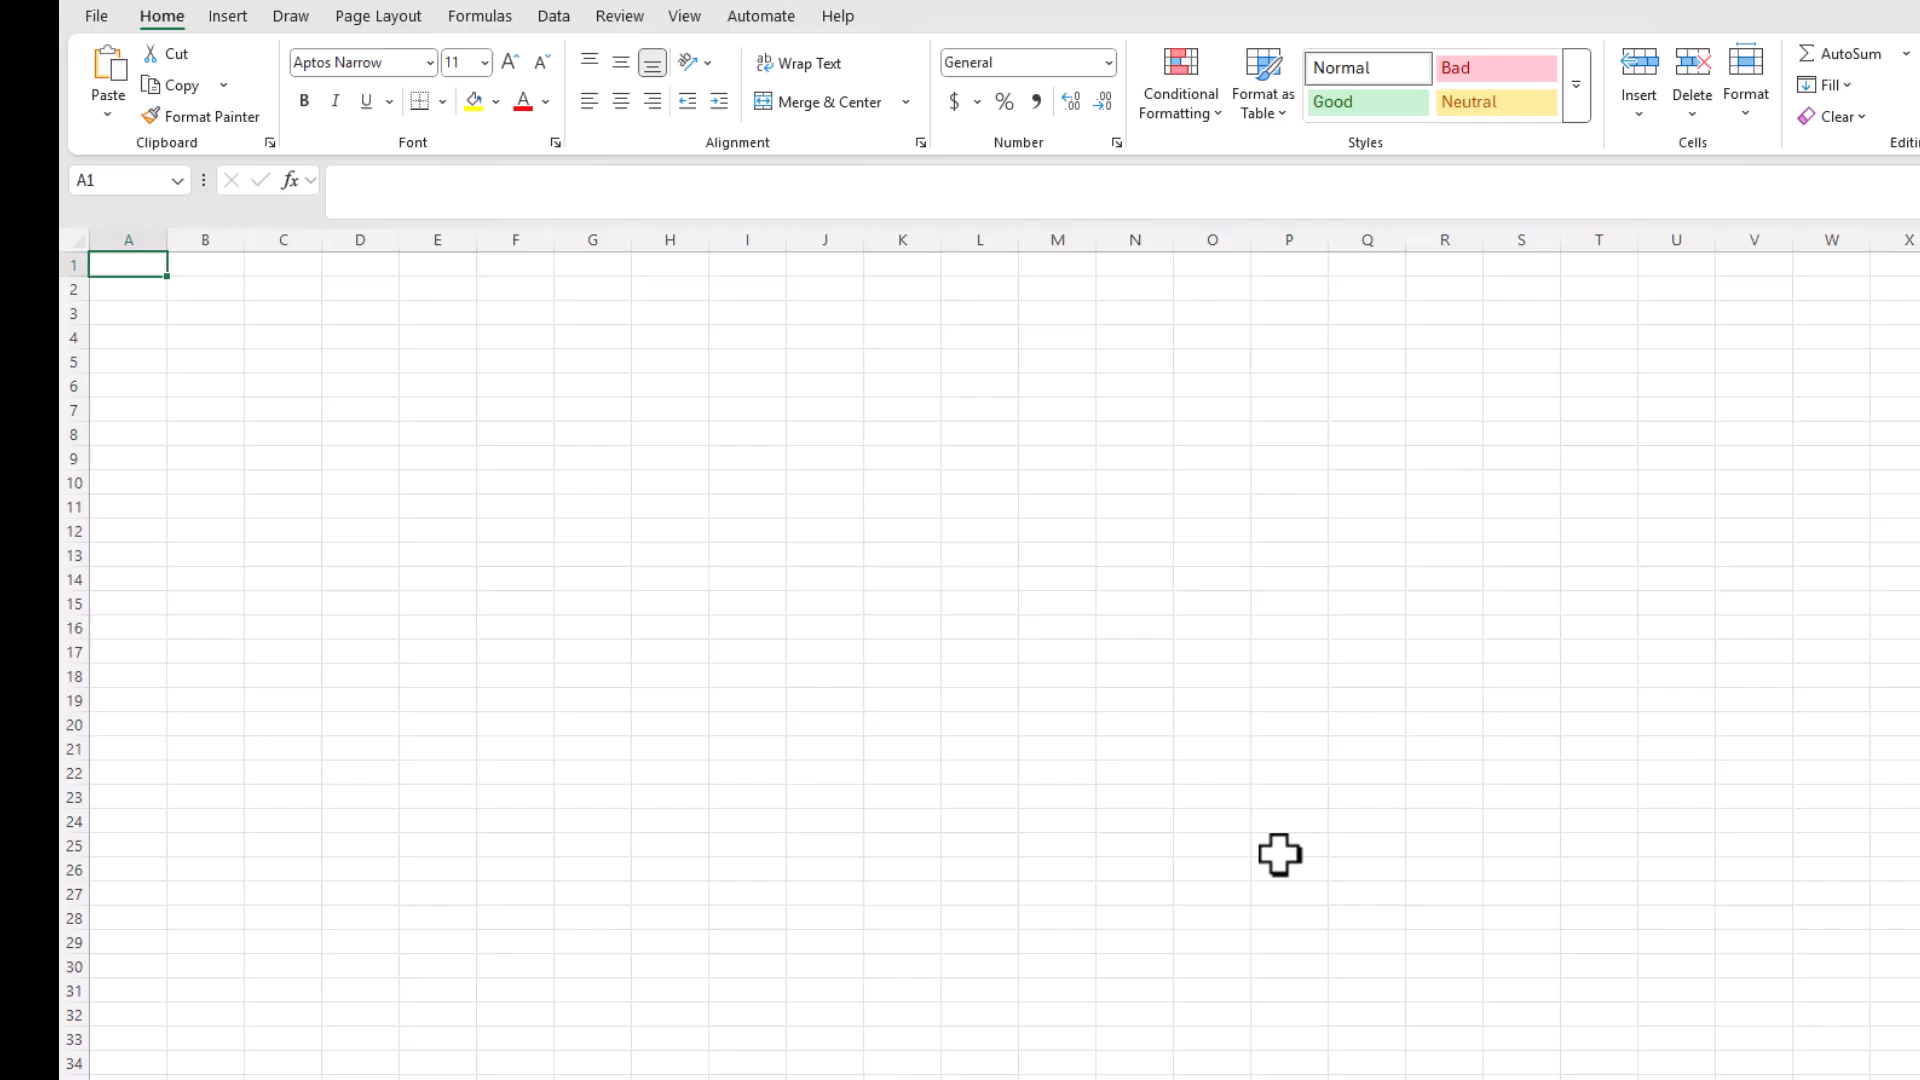 File Home Insert Draw Page Layout Formulas Data Review View Automate Help
Paste
Cut
Copy
Format Painter
Clipboard
Aptos Narrow 11
B I U
Font
Wrap Text
Merge & Center
Alignment
General
$ % 9
Number
Conditional
Formatting
Format as
Table
Normal Bad
Good Neutral
Styles
Insert Delete Format
Cells
AutoSum
Fill
Clear
A1
fx
A B C D E F G H I J K L M N O P Q R S T U V W X
1
2
3
4
5
6
7
8
9
10
11
12
13
14
15
16
17
18
19
20
21
22
23
24
25
26
27
28
29
30
31
32
33
34